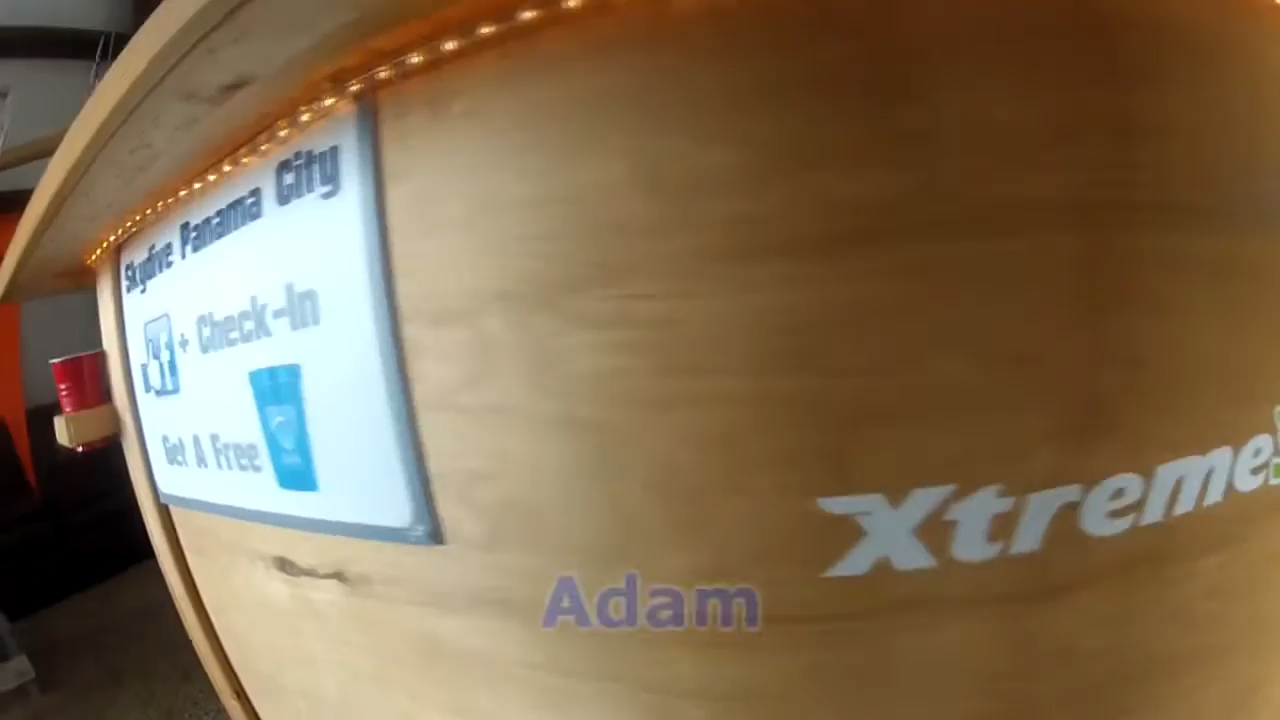 Skydive Panama City
+ Check-In
Get A Free
Xtreme
Adam